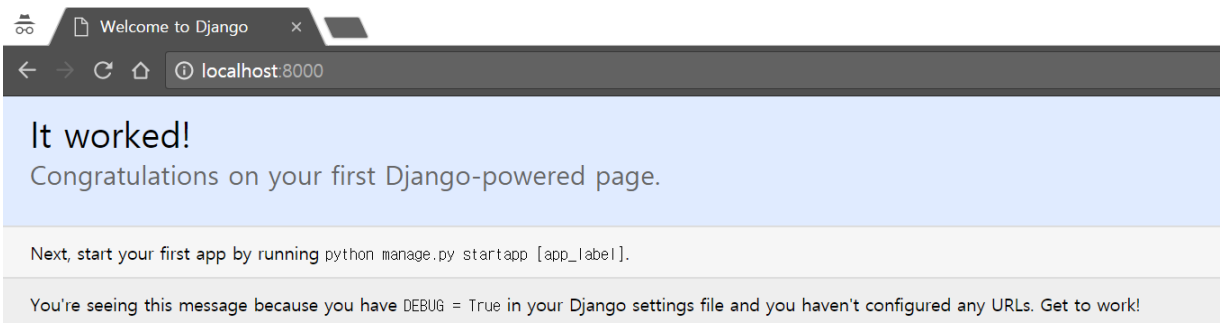 Welcome to Django
localhost:8000
It worked!
Congratulations on your first Django-powered page.
Next, start your first app by running python manage.py startapp [app_label].
You're seeing this message because you have DEBUG = True in your Django settings file and you haven't configured any URLs. Get to work!